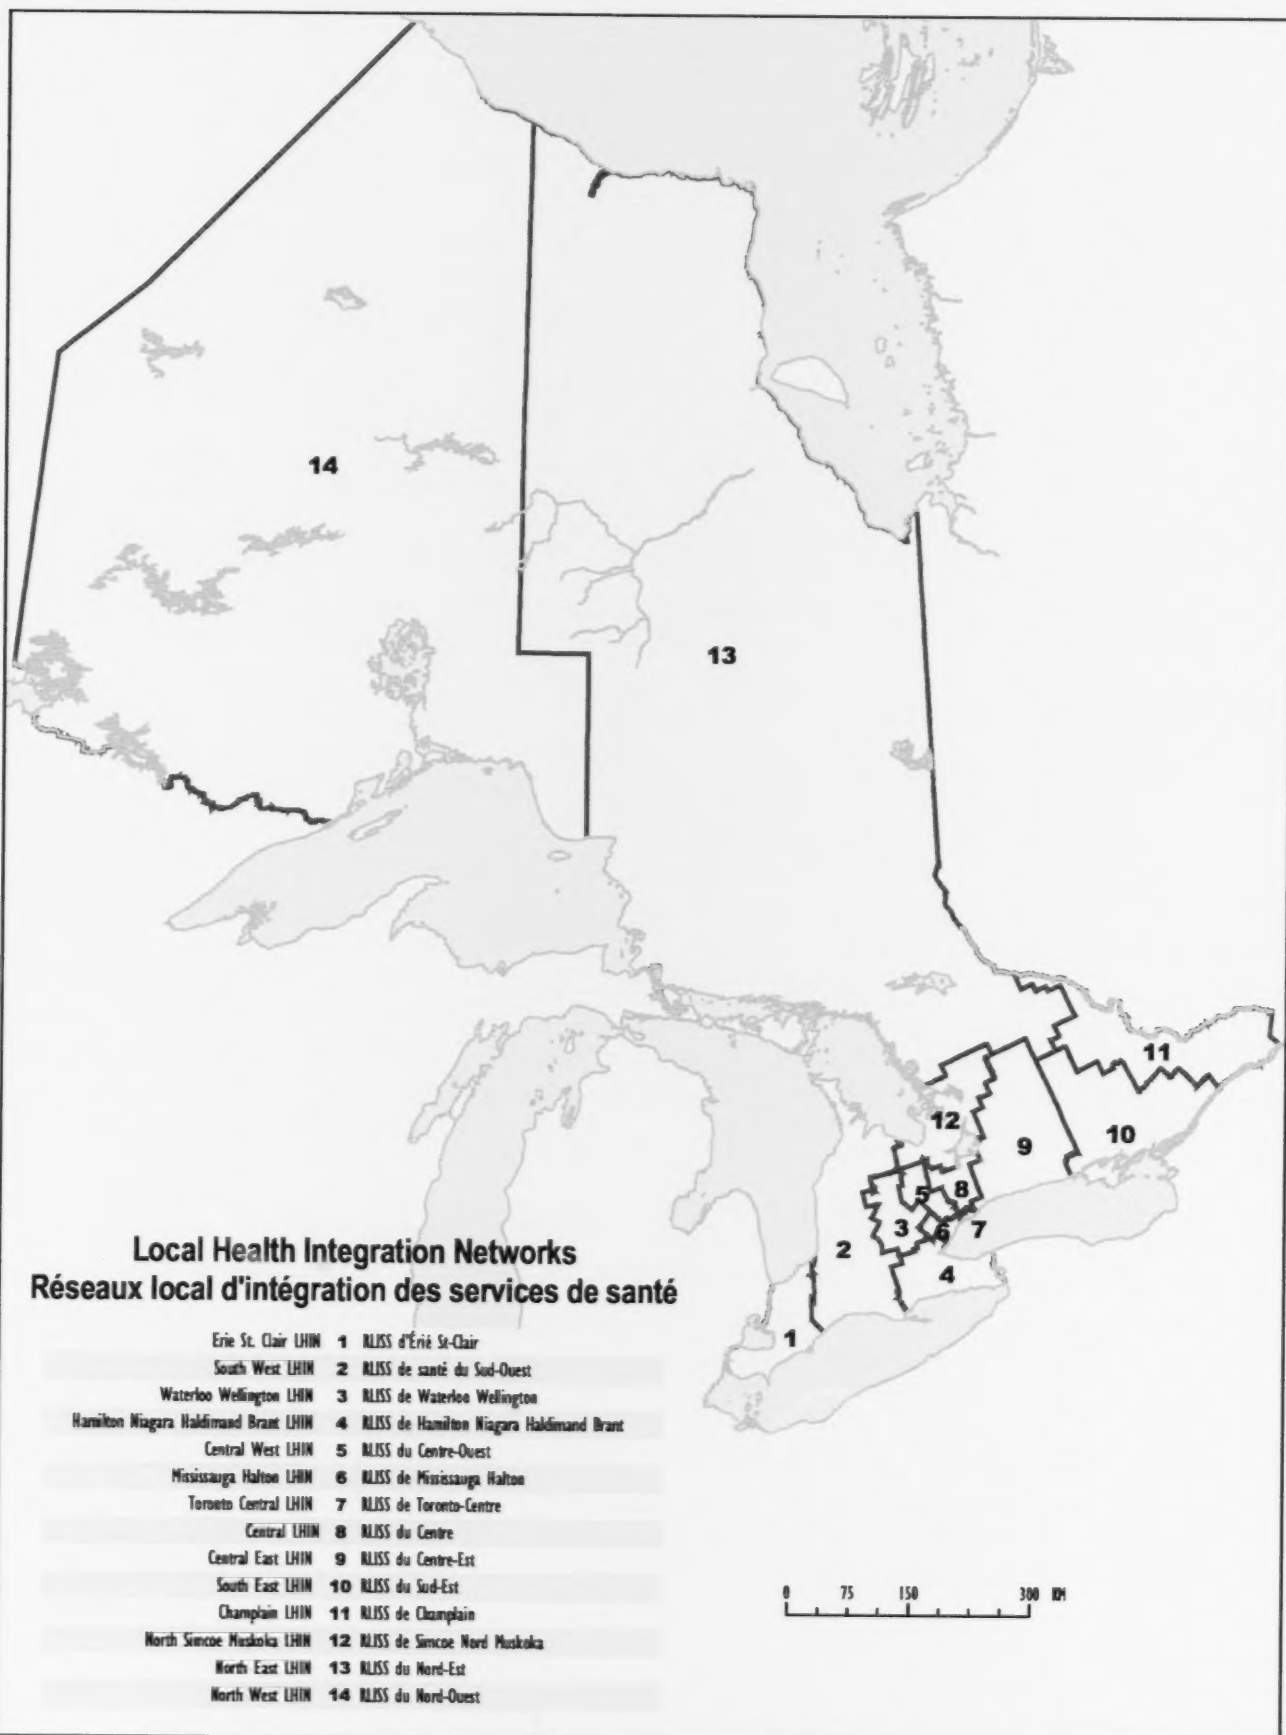 14
13
11
12
10
9
5
8
3
6
7
2
4
1
Local Health Integration Networks
Réseaux local d'intégration des services de santé
Erie St. Clair LHIN 1 RLISS d'Érié St-Clair
South West LHIN 2 RLISS de santé du Sud-Ouest
Waterloo Wellington LHIN 3 RLISS de Waterloo Wellington
Hamilton Niagara Haldimand Brant LHIN 4 RLISS de Hamilton Niagara Haldimand Brant
Central West LHIN 5 RLISS du Centre-Ouest
Mississauga Halton LHIN 6 RLISS de Mississauga Halton
Toronto Central LHIN 7 RLISS de Toronto-Centre
Central LHIN 8 RLISS du Centre
Central East LHIN 9 RLISS du Centre-Est
South East LHIN 10 RLISS du Sud-Est
Champlain LHIN 11 RLISS de Champlain
North Simcoe Muskoka LHIN 12 RLISS de Simcoe Nord Muskoka
North East LHIN 13 RLISS du Nord-Est
North West LHIN 14 RLISS du Nord-Ouest
0 75 150 300 KM